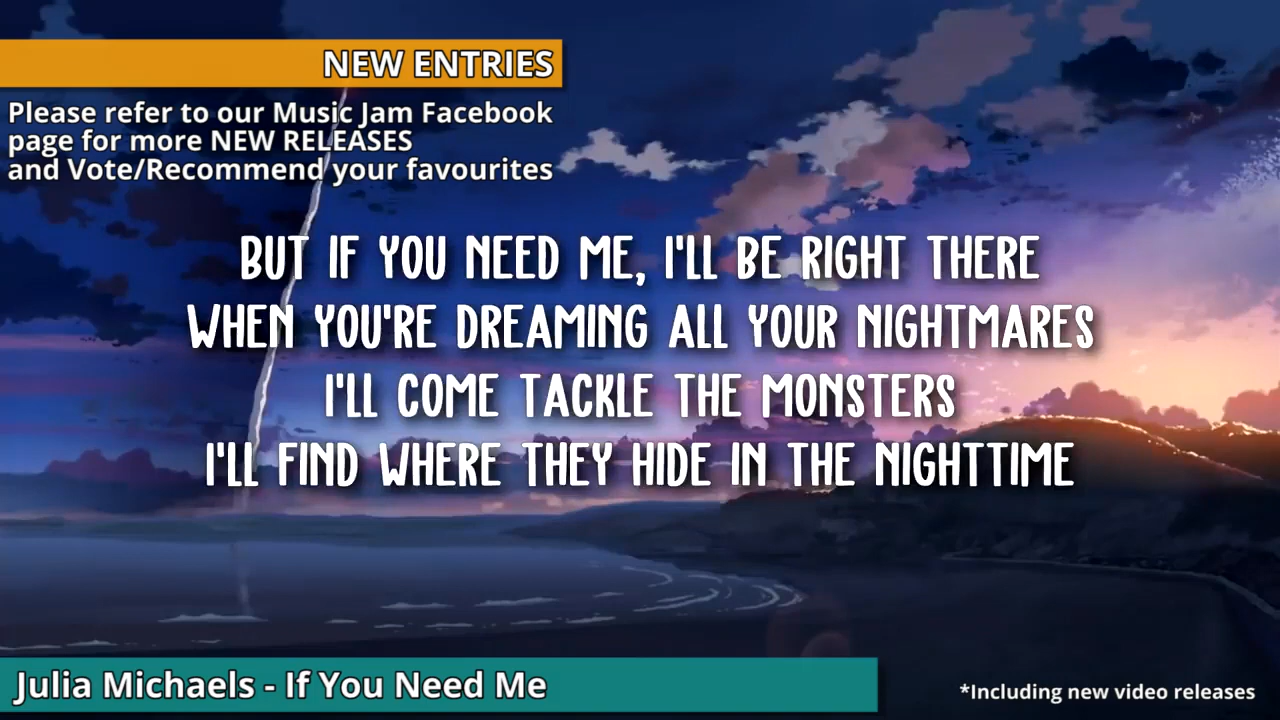 NEW ENTRIES
Please refer to our Music Jam Facebook
page for more NEW RELEASES
and Vote/Recommend your favourites
BUT IF YOU NEED ME, I'LL BE RIGHT THERE
WHEN YOU'RE DREAMING ALL YOUR NIGHTMARES
I'LL COME TACKLE THE MONSTERS
I'LL FIND WHERE THEY HIDE IN THE NIGHTTIME
Julia Michaels - If You Need Me
*Including new video releases